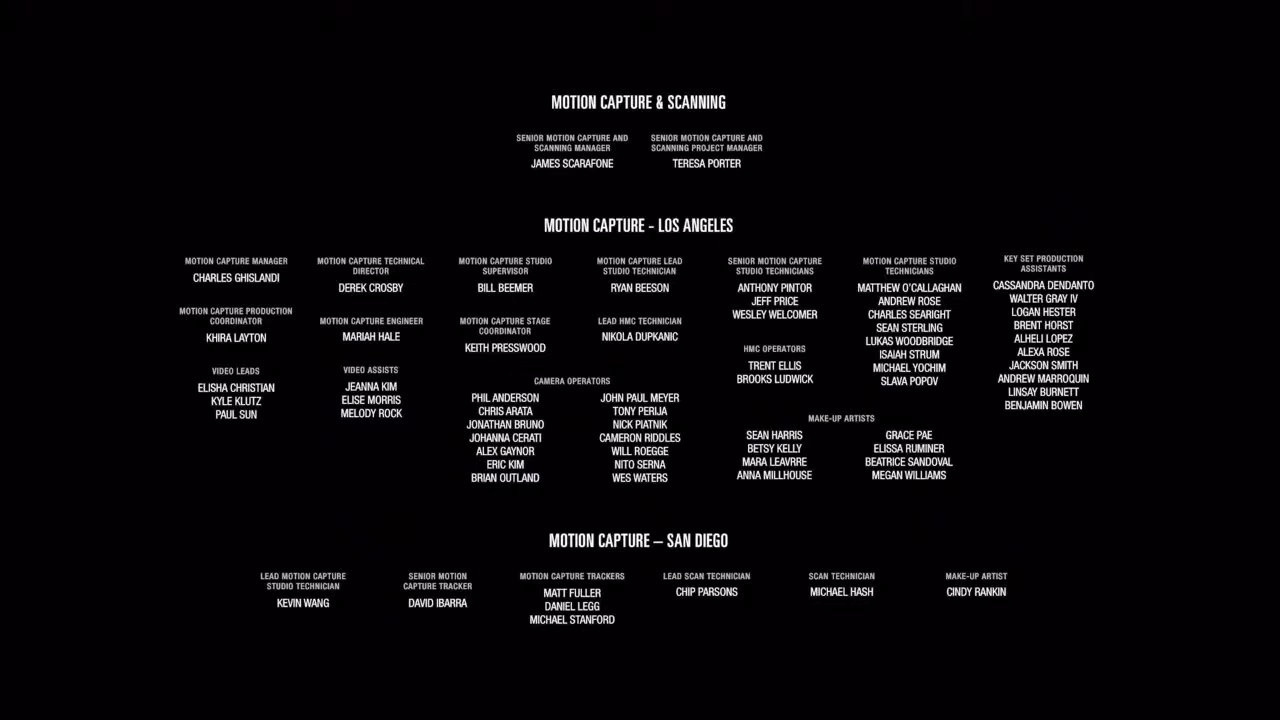 MOTION CAPTURE & SCANNING
SENIOR MOTION CAPTURE AND
SCANNING MANAGER
JAMES SCARAFONE
SENIOR MOTION CAPTURE AND
SCANNING PROJECT MANAGER
TERESA PORTER
MOTION CAPTURE - LOS ANGELES
MOTION CAPTURE MANAGER
CHARLES GHISLANDI
MOTION CAPTURE PRODUCTION
COORDINATOR
KHIRA LAYTON
VIDEO LEADS
ELISHA CHRISTIAN
KYLE KLUTZ
PAUL SUN
MOTION CAPTURE TECHNICAL
DIRECTOR
DEREK CROSBY
MOTION CAPTURE ENGINEER
MARIAH HALE
VIDEO ASSISTS
JEANNA KIM
ELISE MORRIS
MELODY ROCK
MOTION CAPTURE STUDIO
SUPERVISOR
BILL BEEMER
MOTION CAPTURE STAGE
COORDINATOR
KEITH PRESSWOOD
MOTION CAPTURE LEAD
STUDIO TECHNICIAN
RYAN BEESON
LEAD HMC TECHNICIAN
NIKOLA DUPKANIC
CAMERA OPERATORS
PHIL ANDERSON
CHRIS ARATA
JONATHAN BRUNO
JOHANNA CERATI
ALEX GAYNOR
ERIC KIM
BRIAN OUTLAND
JOHN PAUL MEYER
TONY PERIJA
NICK PIATNIK
CAMERON RIDDLES
WILL ROEGGE
NITO SERNA
WES WATERS
SENIOR MOTION CAPTURE
STUDIO TECHNICIANS
ANTHONY PINTOR
JEFF PRICE
WESLEY WELCOMER
HMC OPERATORS
TRENT ELLIS
BROOKS LUDWICK
MOTION CAPTURE STUDIO
TECHNICIANS
MATTHEW O'CALLAGHAN
ANDREW ROSE
CHARLES SEARIGHT
SEAN STERLING
LUKAS WOODBRIDGE
ISAIAH STRUM
MICHAEL YOCHIM
SLAVA POPOV
MAKE-UP ARTISTS
SEAN HARRIS
BETSY KELLY
MARA LEAVRRE
ANNA MILLHOUSE
GRACE PAE
ELISSA RUMINER
BEATRICE SANDOVAL
MEGAN WILLIAMS
KEY SET PRODUCTION
ASSISTANTS
CASSANDRA DENDANTO
WALTER GRAY IV
LOGAN HESTER
BRENT HORST
ALHELI LOPEZ
ALEXA ROSE
JACKSON SMITH
ANDREW MARROQUIN
LINSAY BURNETT
BENJAMIN BOWEN
MOTION CAPTURE – SAN DIEGO
LEAD MOTION CAPTURE
STUDIO TECHNICIAN
KEVIN WANG
SENIOR MOTION
CAPTURE TRACKER
DAVID IBARRA
MOTION CAPTURE TRACKERS
MATT FULLER
DANIEL LEGG
MICHAEL STANFORD
LEAD SCAN TECHNICIAN
CHIP PARSONS
SCAN TECHNICIAN
MICHAEL HASH
MAKE-UP ARTIST
CINDY RANKIN